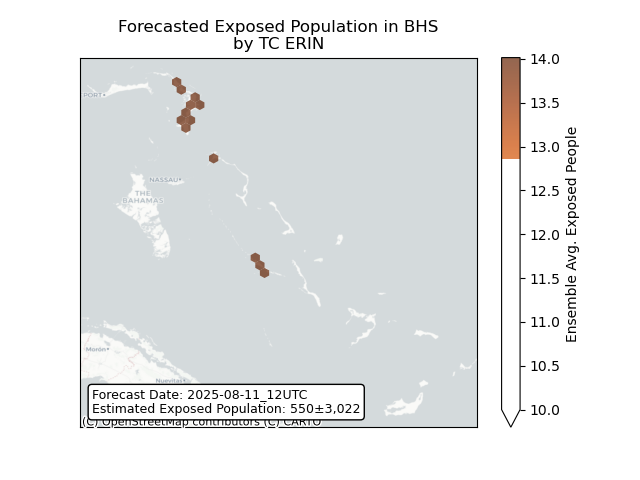 Forecasted Exposed Population in BHS
by TC ERIN
PORT
NASSAU
THE
BAHAMAS
Morón
Nuevitas
Forecast Date: 2025-08-11_12UTC
Estimated Exposed Population: 550±3,022
(C) OpenStreetMap contributors (C) CARTO
14.0
13.5
13.0
12.5
12.0
11.5
11.0
10.5
10.0
Ensemble Avg. Exposed People